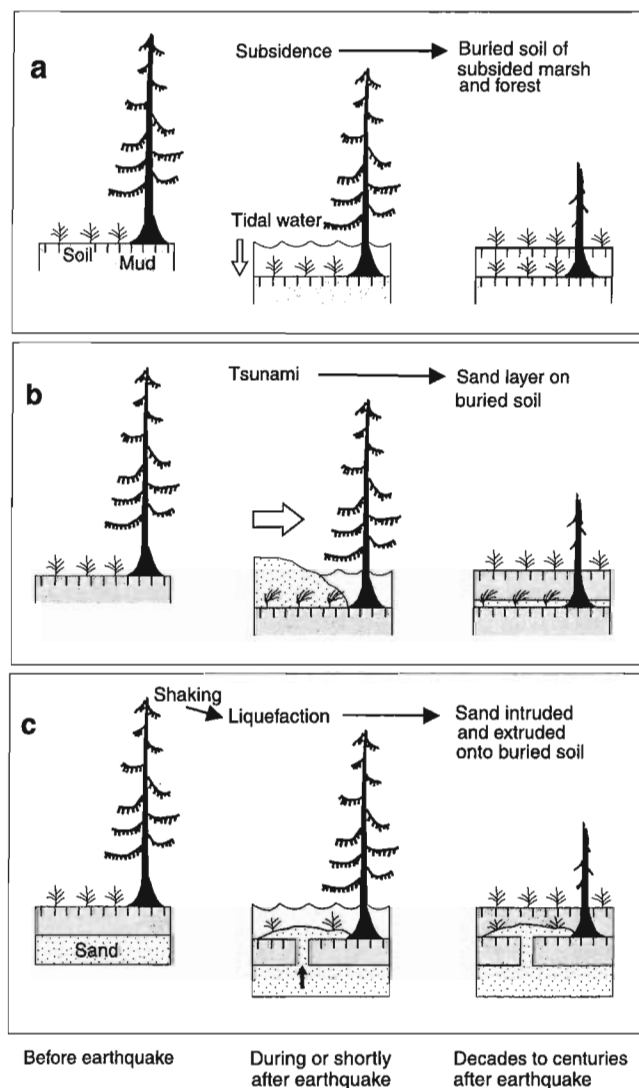 a
Subsidence
Buried soil of
subsided marsh
and forest
Tidal water
Soil
Mud
b
Tsunami
Sand layer on
buried soil
c
Shaking
Liquefaction
Sand intruded
and extruded
onto buried soil
Sand
Before earthquake
During or shortly
after earthquake
Decades to centuries
after earthquake